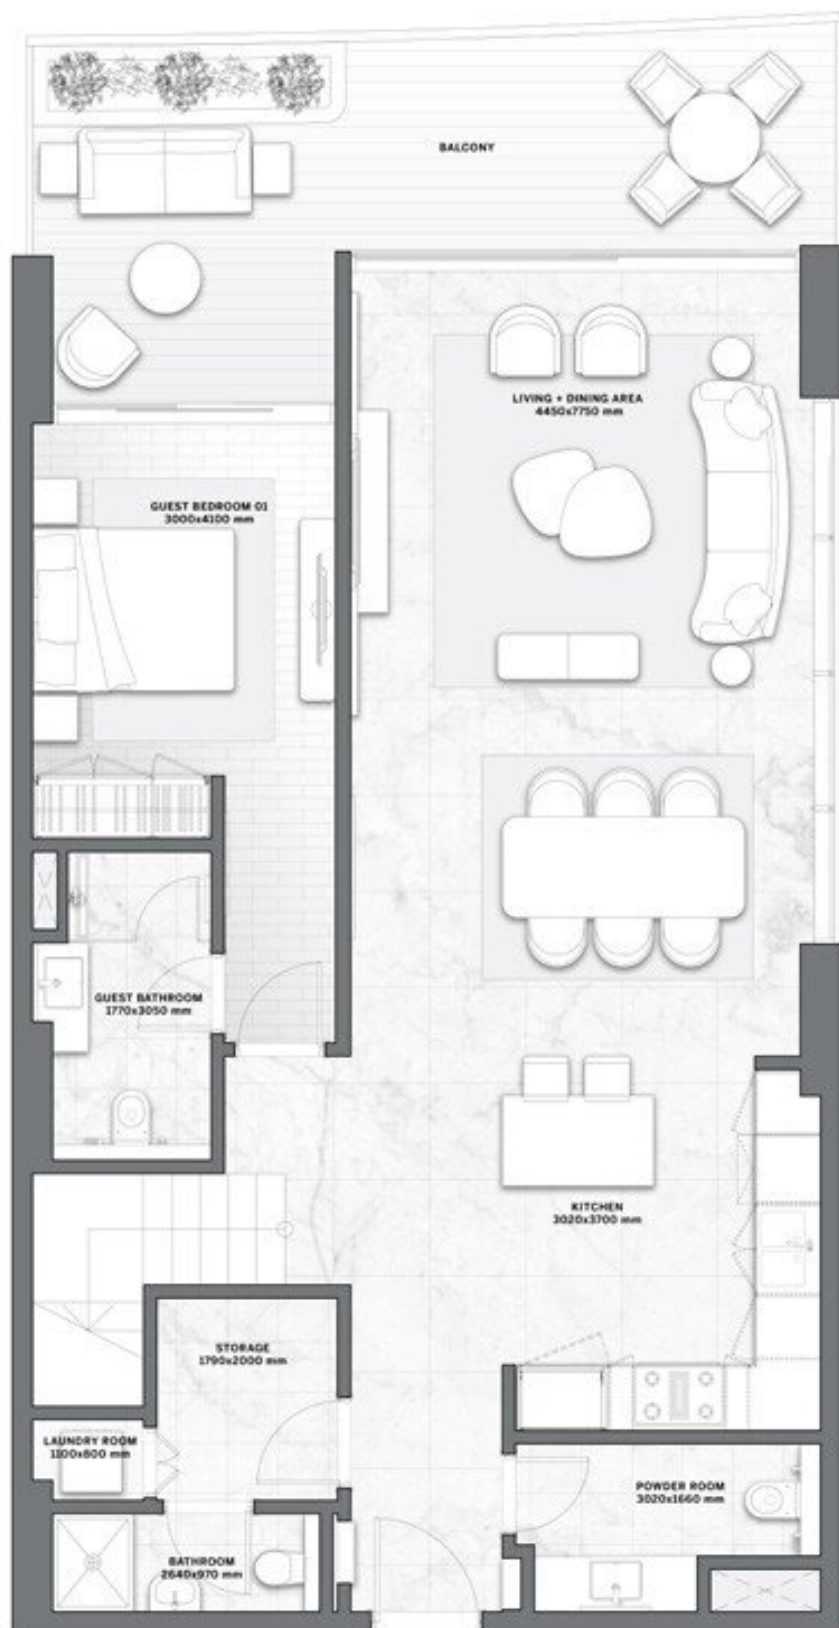 BALCONY
LIVING + DINING AREA
4450x7750 mm
GUEST BEDROOM 01
3000x4100 mm
GUEST BATHROOM
1770x3050 mm
KITCHEN
3020x3700 mm
STORAGE
1790x2000 mm
LAUNDRY ROOM
1100x800 mm
POWDER ROOM
3020x1660 mm
BATHROOM
2640x970 mm